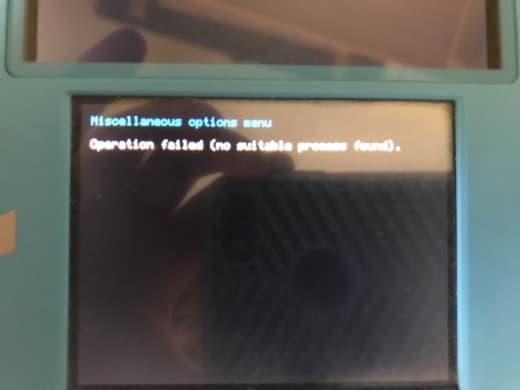 Miscellaneous options menu
Operation failed (no suitable process found).